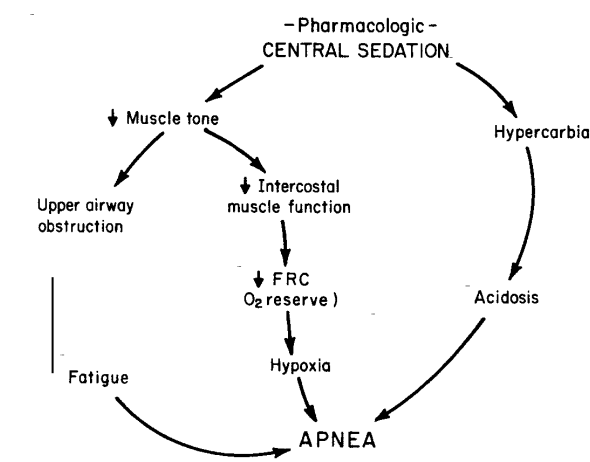 -Pharmacologic-
CENTRAL SEDATION
↓ Muscle tone
Hypercarbia
↓ Intercostal
muscle function
Upper airway
obstruction
↓ FRC
O₂ reserve)
Acidosis
Hypoxia
Fatigue
APNEA